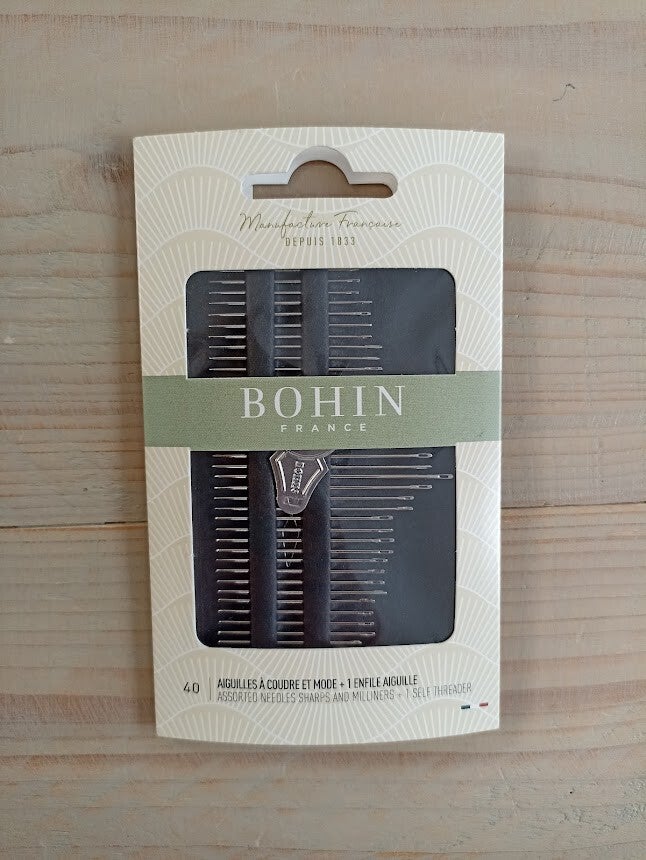 Manufacture Française
DEPUIS 1833
BOHIN
FRANCE
BOHIN
40
AIGUILLES À COUDRE ET MODE + 1 ENFILE AIGUILLE
ASSORTED NEEDLES SHARPS AND MILLINERS + 1 SELF THREADER